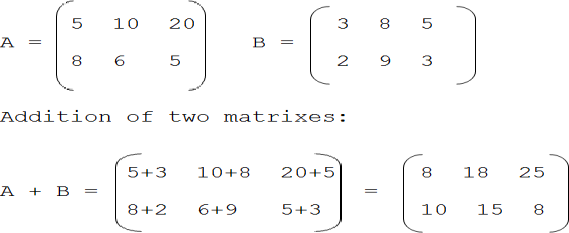 5 10 20 3 8 5
A = B =
8 6 5 2 9 3
Addition of two matrixes:
5+3 10+8 20+5 8 18 25
A + B = =
8+2 6+9 5+3 10 15 8